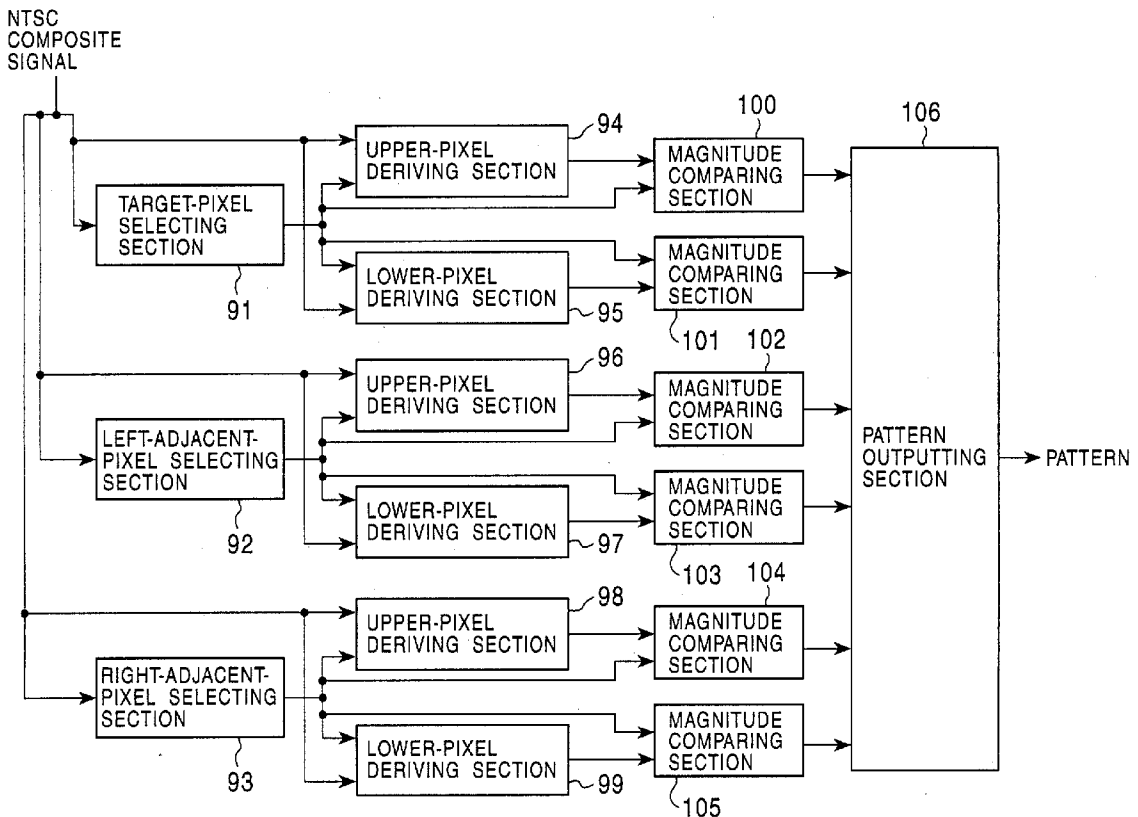 NTSC
COMPOSITE
SIGNAL
94
UPPER-PIXEL
DERIVING SECTION
100
MAGNITUDE
COMPARING
SECTION
106
TARGET-PIXEL
SELECTING
SECTION
91
LOWER-PIXEL
DERIVING SECTION
95
MAGNITUDE
COMPARING
SECTION
101
96
UPPER-PIXEL
DERIVING SECTION
102
MAGNITUDE
COMPARING
SECTION
LEFT-ADJACENT-
PIXEL SELECTING
SECTION
92
LOWER-PIXEL
DERIVING SECTION
97
MAGNITUDE
COMPARING
SECTION
103
PATTERN
OUTPUTTING
SECTION
PATTERN
98
UPPER-PIXEL
DERIVING SECTION
104
MAGNITUDE
COMPARING
SECTION
RIGHT-ADJACENT-
PIXEL SELECTING
SECTION
93
LOWER-PIXEL
DERIVING SECTION
99
MAGNITUDE
COMPARING
SECTION
105